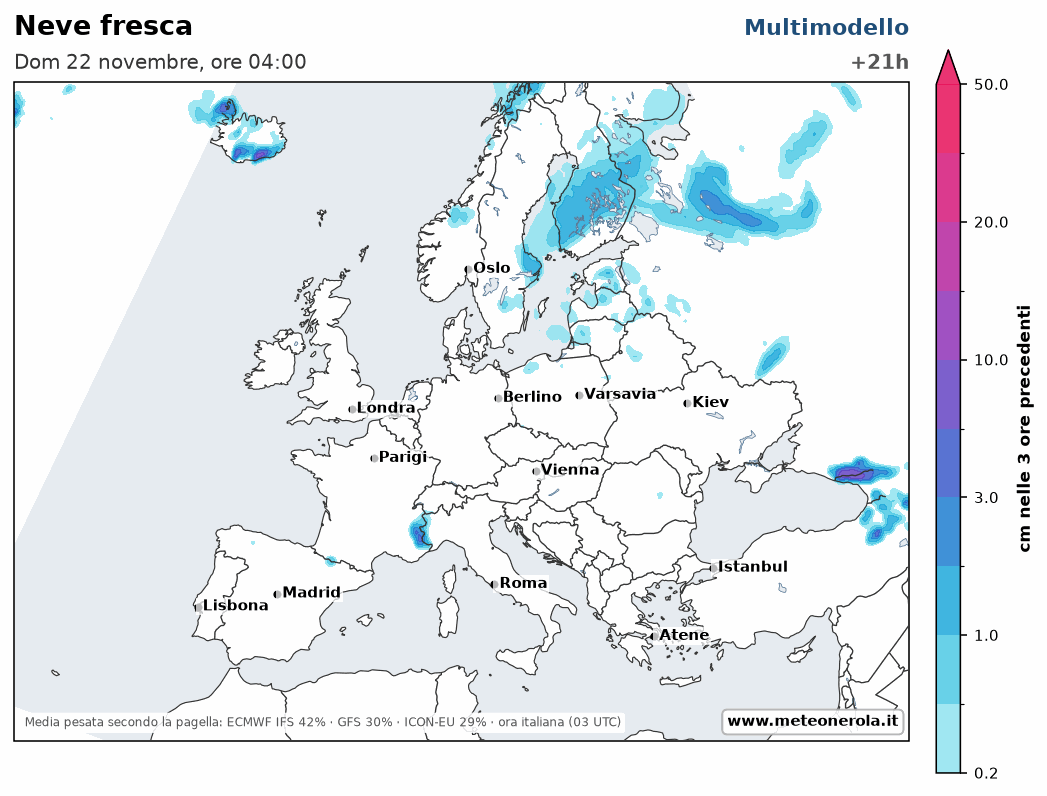 Neve fresca
Multimodello
Dom 22 novembre, ore 04:00
+21h
50.0
20.0
10.0
3.0
1.0
0.2
cm nelle 3 ore precedenti
Oslo
Berlino
Varsavia
Kiev
Londra
Parigi
Vienna
Istanbul
Roma
Madrid
Lisbona
Atene
Media pesata secondo la pagella: ECMWF IFS 42% · GFS 30% · ICON-EU 29% · ora italiana (03 UTC)
www.meteonerola.it